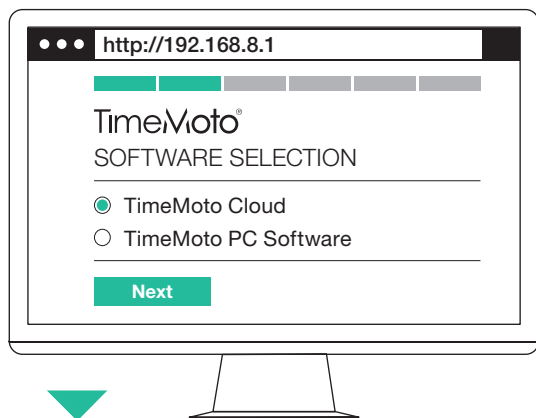 http://192.168.8.1
TimeMoto®
SOFTWARE SELECTION
TimeMoto Cloud
TimeMoto PC Software
Next